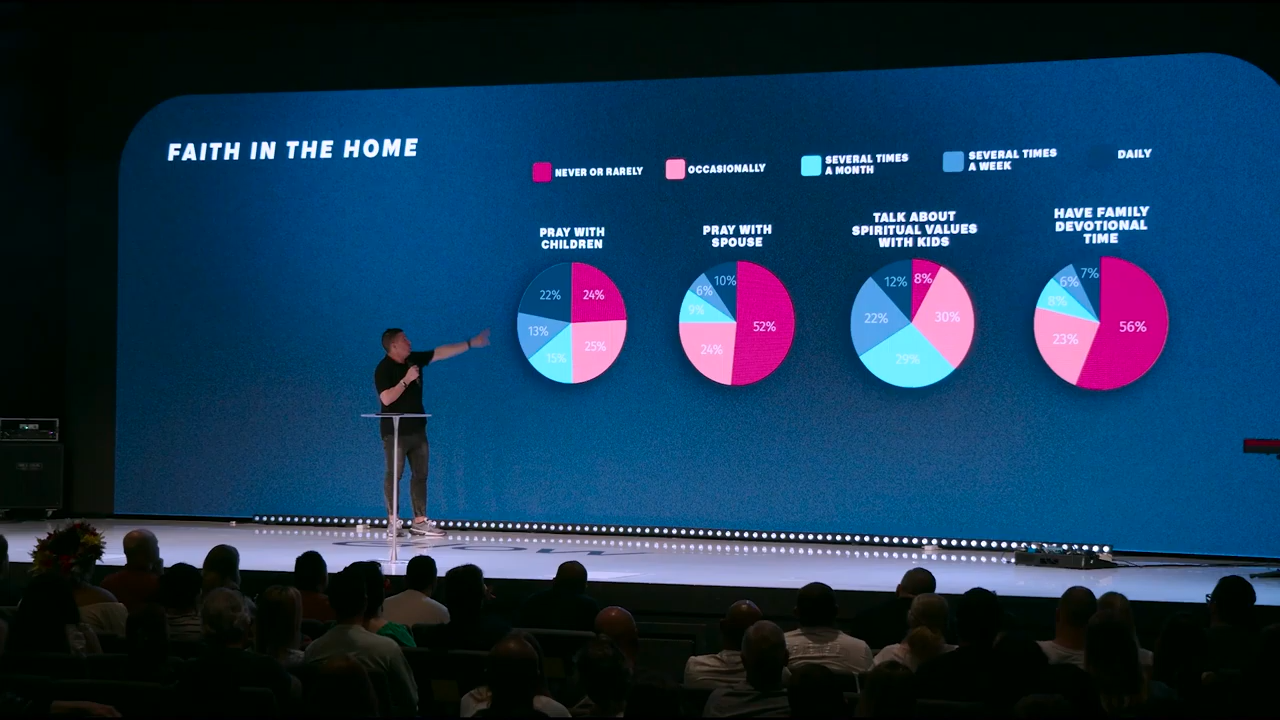 FAITH IN THE HOME
NEVER OR RARELY
OCCASIONALLY
SEVERAL TIMES
A MONTH
SEVERAL TIMES
A WEEK
DAILY
PRAY WITH
CHILDREN
22%
24%
13%
15%
25%
PRAY WITH
SPOUSE
10%
6%
9%
52%
24%
TALK ABOUT
SPIRITUAL VALUES
WITH KIDS
12%
8%
22%
30%
29%
HAVE FAMILY
DEVOTIONAL
TIME
7%
6%
8%
56%
23%